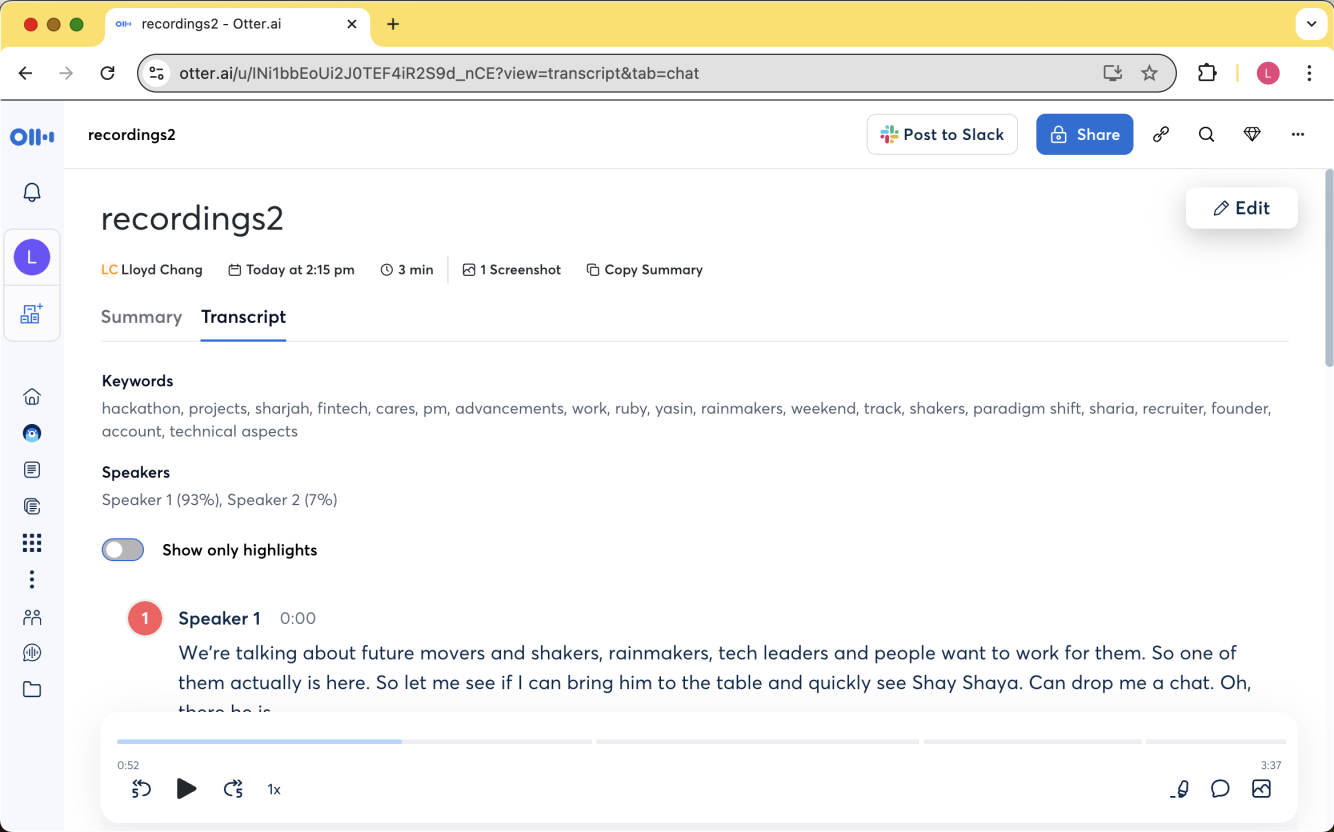 recordings2 - Otter.ai
otter.ai/u/lNi1bbEoUi2J0TEF4iR2S9d_nCE?view=transcript&tab=chat
L
recordings2
Post to Slack
Share
L
recordings2
Edit
LC Lloyd Chang
Today at 2:15 pm
3 min
1 Screenshot
Copy Summary
Summary
Transcript
Keywords
hackathon, projects, sharjah, fintech, cares, pm, advancements, work, ruby, yasin, rainmakers, weekend, track, shakers, paradigm shift, sharia, recruiter, founder,
account, technical aspects
Speakers
Speaker 1 (93%), Speaker 2 (7%)
Show only highlights
1
Speaker 1 0:00
We're talking about future movers and shakers, rainmakers, tech leaders and people want to work for them. So one of
them actually is here. So let me see if I can bring him to the table and quickly see Shay Shaya. Can drop me a chat. Oh,
there he is
0:52
3:37
5
5
1x